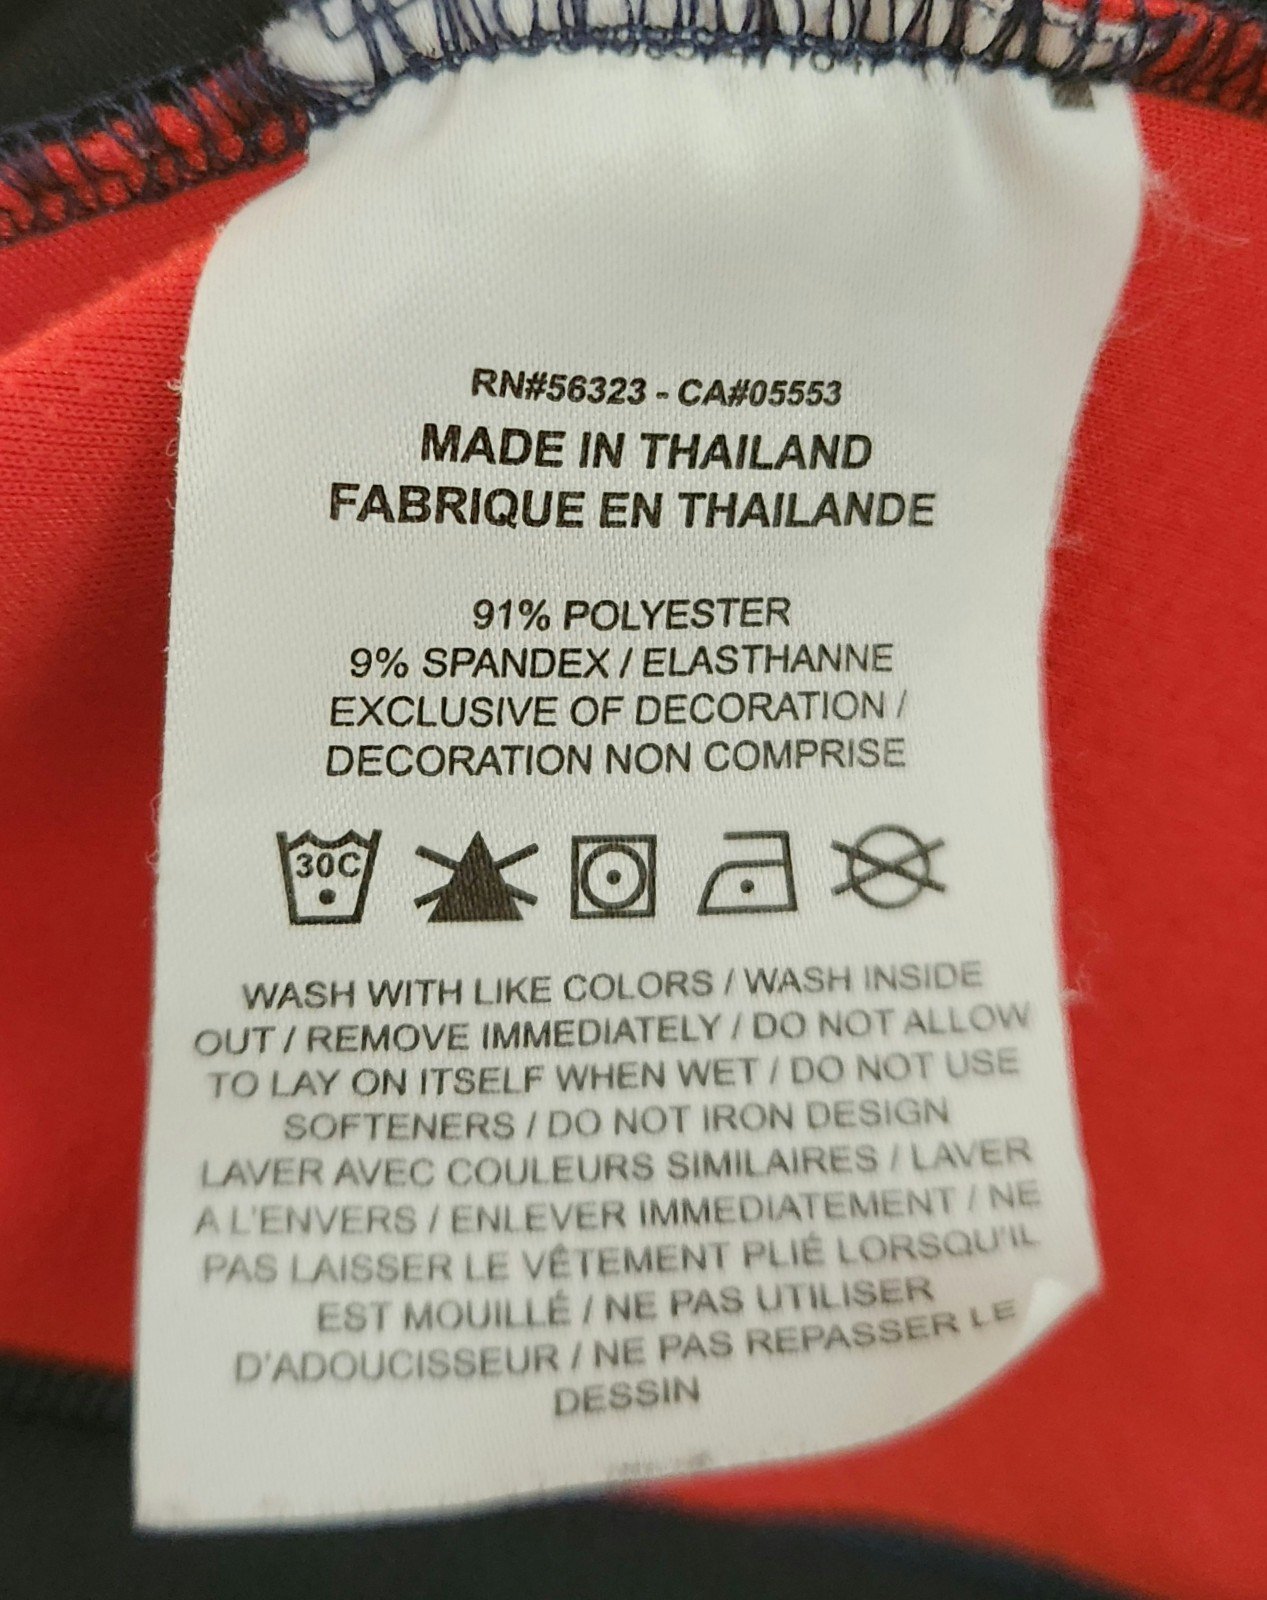 RN#56323 - CA#05553
MADE IN THAILAND
FABRIQUE EN THAILANDE
91% POLYESTER
9% SPANDEX / ELASTHANNE
EXCLUSIVE OF DECORATION /
DECORATION NON COMPRISE
30C
WASH WITH LIKE COLORS / WASH INSIDE
OUT / REMOVE IMMEDIATELY / DO NOT ALLOW
TO LAY ON ITSELF WHEN WET / DO NOT USE
SOFTENERS / DO NOT IRON DESIGN
LAVER AVEC COULEURS SIMILAIRES / LAVER
A L'ENVERS / ENLEVER IMMEDIATEMENT / NE
PAS LAISSER LE VÊTEMENT PLIÉ LORSQU'IL
EST MOUILLÉ / NE PAS UTILISER
D'ADOUCISSEUR / NE PAS REPASSER LE
DESSIN